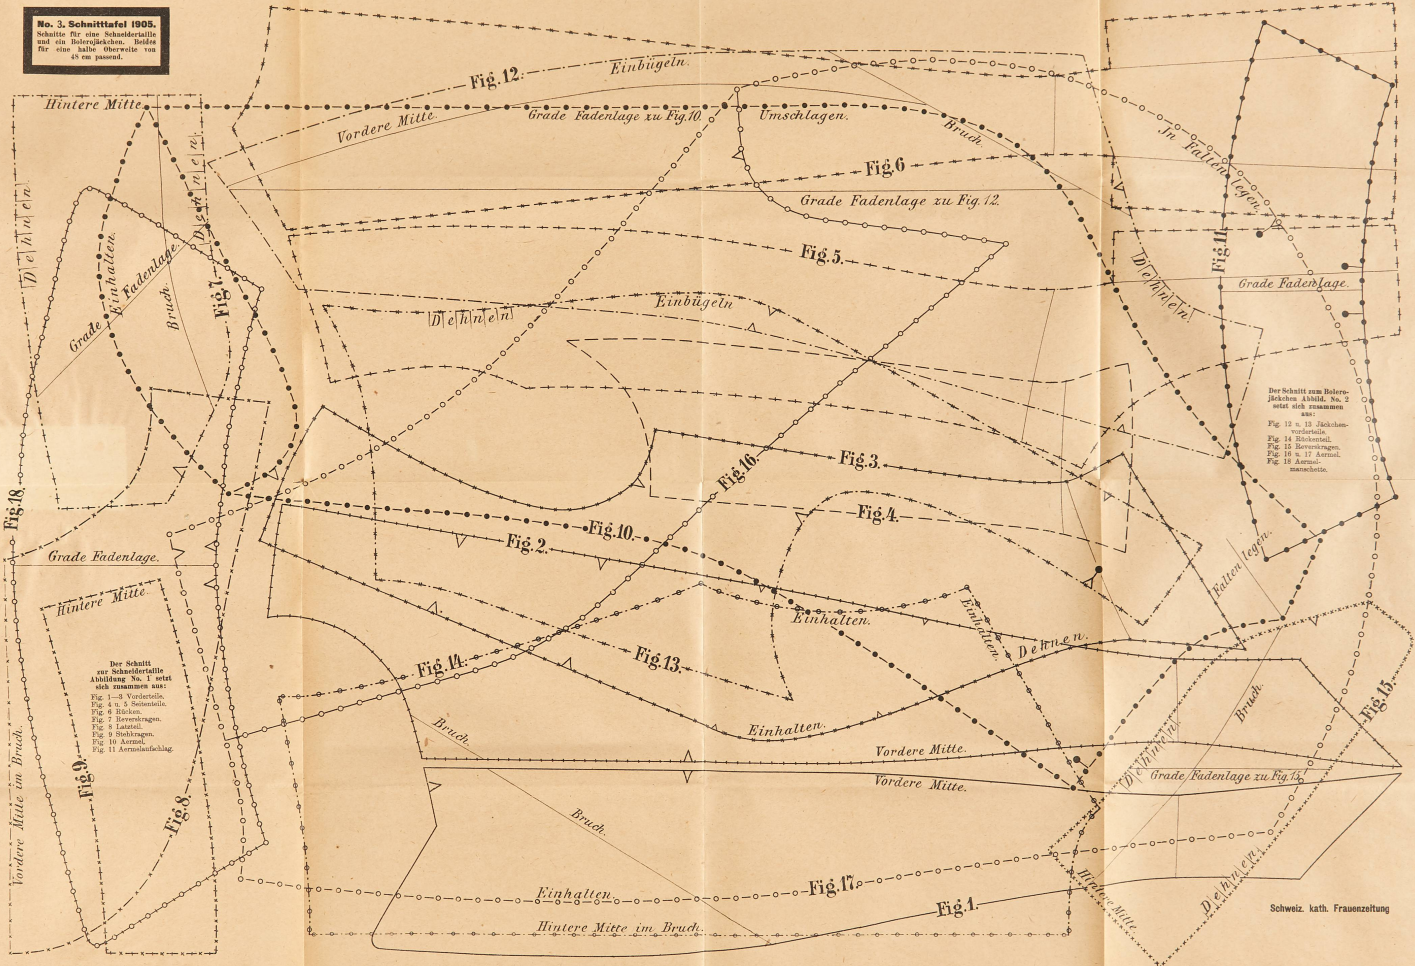 No. 3. Schnitttafel 1905.
Schnitte für eine Schneidertaille
und ein Bolerojäckchen. Beides
für eine halbe Oberweite von
48 cm passend.
Fig. 12.
Einbügeln.
Hintere Mitte.
Vordere Mitte.
Grade Fadenlage zu Fig. 10.
Umschlagen.
Bruch.
In Falten legen.
Dehnen
Dehnen
Fig. 6
Grade Fadenlage zu Fig. 12.
Einhalten.
Grade Fadenlage.
Bruch.
Fig. 7.
Fig. 5.
Fig. 11.
Dehnen
Grade Fadenlage.
Dehnen
Einbügeln
Der Schnitt zum Bolero-
jäckchen Abbild. No. 2
setzt sich zusammen
aus:
Fig. 12 u. 13 Jäckchen-
vorderteile.
Fig. 14 Rückenteil.
Fig. 15 Reverskragen.
Fig. 16 u. 17 Aermel.
Fig. 18 Aermel-
manschette.
Fig. 3.
Fig. 16.
Fig. 18.
Fig. 4.
Fig. 10.
Fig. 2.
Falten legen.
Grade Fadenlage.
Hintere Mitte.
Einhalten.
Einhalten.
Dehnen.
Fig. 14.
Fig. 13.
Der Schnitt
zur Schneidertaille
Abbildung No. 1 setzt
sich zusammen aus:
Fig. 1—3 Vorderteile.
Fig. 4 u. 5 Seitenteile.
Fig. 6 Rücken.
Fig. 7 Reverskragen.
Fig. 8 Latzteil.
Fig. 9 Stehkragen.
Fig. 10 Aermel.
Fig. 11 Aermelaufschlag.
Fig. 15.
Bruch.
Bruch.
Einhalten.
Vordere Mitte.
Dehnen
Grade Fadenlage zu Fig. 15.
Vordere Mitte.
Fig. 9.
Fig. 8.
Vordere Mitte im Bruch.
Bruch.
Einhalten.
Fig. 17.
Hintere Mitte.
Dehnen
Fig. 1.
Hintere Mitte im Bruch.
Schweiz. kath. Frauenzeitung